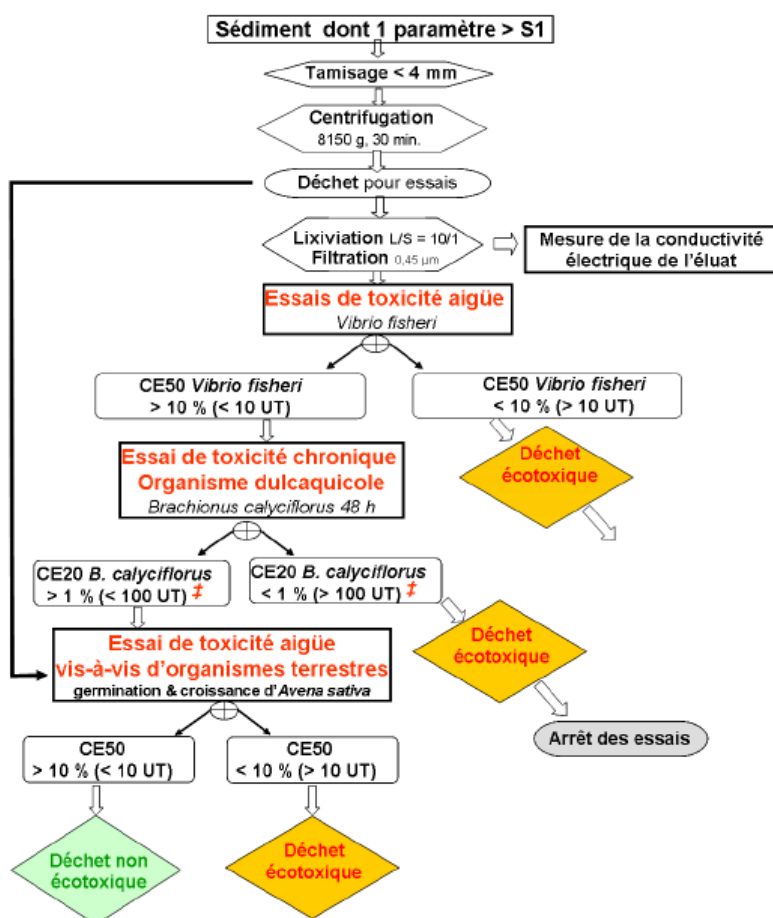 Sédiment dont 1 paramètre > S1
Tamisage < 4 mm
Centrifugation
8150 g, 30 min.
Déchet pour essais
Lixiviation L/S = 10/1
Filtration 0,45 µm
Mesure de la conductivité
électrique de l'éluat
Essais de toxicité aigüe
Vibrio fisheri
CE50 Vibrio fisheri
> 10 % (< 10 UT)
CE50 Vibrio fisheri
< 10 % (> 10 UT)
Déchet
écotoxique
Essai de toxicité chronique
Organisme dulcaquicole
Brachionus calyciflorus 48 h
CE20 B. calyciflorus
> 1 % (< 100 UT) ‡
CE20 B. calyciflorus
< 1 % (> 100 UT) ‡
Déchet
écotoxique
Essai de toxicité aigüe
vis-à-vis d'organismes terrestres
germination & croissance d'Avena sativa
Arrêt des essais
CE50
> 10 % (< 10 UT)
CE50
< 10 % (> 10 UT)
Déchet non
écotoxique
Déchet
écotoxique